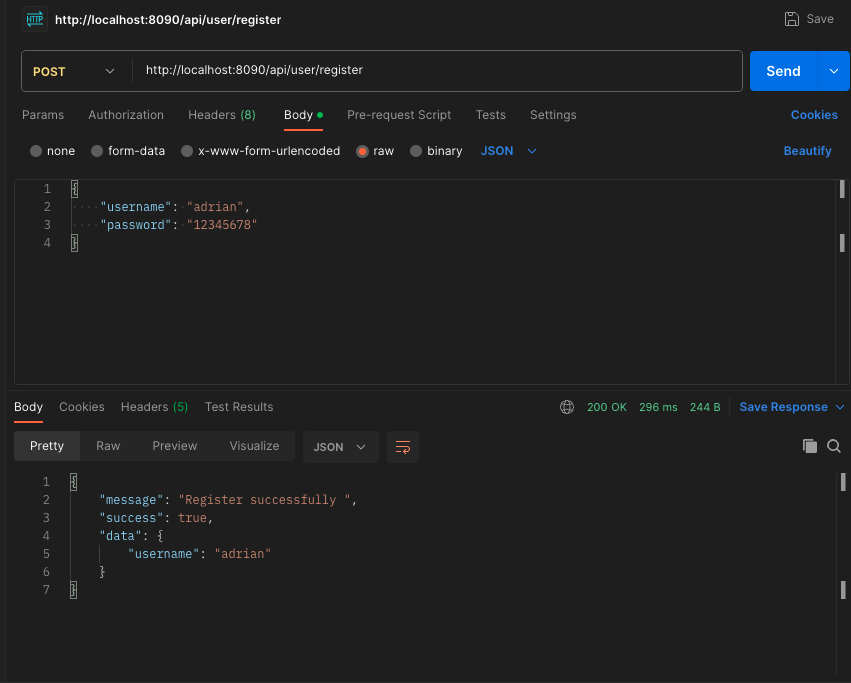 HTTP http://localhost:8090/api/user/register Save
POST http://localhost:8090/api/user/register Send
Params Authorization Headers (8) Body Pre-request Script Tests Settings Cookies
none form-data x-www-form-urlencoded raw binary JSON Beautify
1 {
2 "username": "adrian",
3 "password": "12345678"
4 }
Body Cookies Headers (5) Test Results 200 OK 296 ms 244 B Save Response
Pretty Raw Preview Visualize JSON
1 {
2 "message": "Register successfully ",
3 "success": true,
4 "data": {
5 "username": "adrian"
6 }
7 }